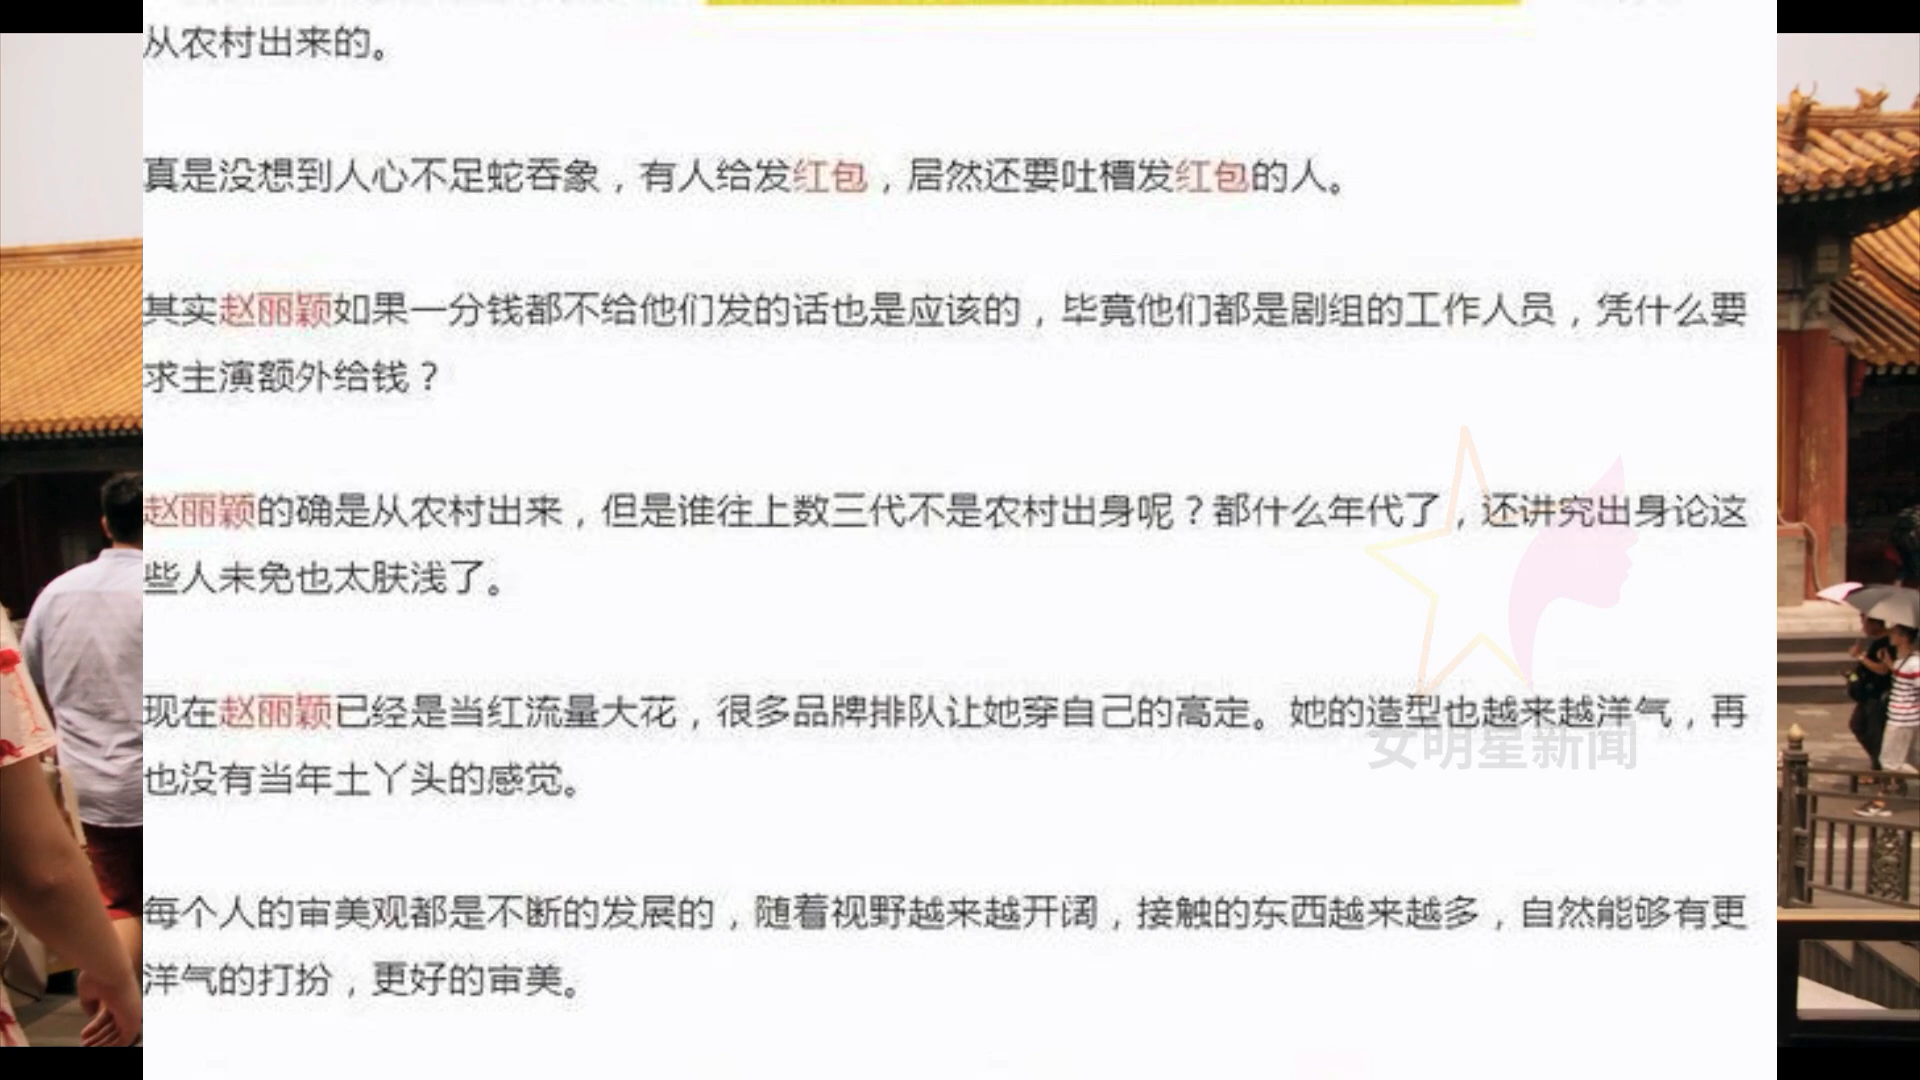 从农村出来的。
真是没想到人心不足蛇吞象，有人给发红包，居然还要吐槽发红包的人。
其实赵丽颖如果一分钱都不给他们发的话也是应该的，毕竟他们都是剧组的工作人员，凭什么要
求主演额外给钱？
赵丽颖的确是从农村出来，但是谁往上数三代不是农村出身呢？都什么年代了，还讲究出身论这
些人未免也太肤浅了。
现在赵丽颖已经是当红流量大花，很多品牌排队让她穿自己的高定。她的造型也越来越洋气，再
也没有当年土丫头的感觉。
女明星新闻
每个人的审美观都是不断的发展的，随着视野越来越开阔，接触的东西越来越多，自然能够有更
洋气的打扮，更好的审美。